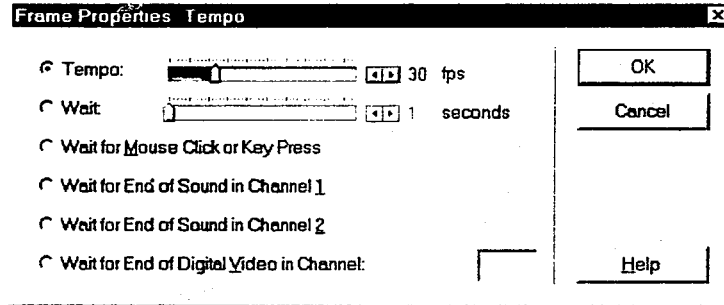 Frame Properties Tempo
Tempo: 30 fps
OK
Wait: 1 seconds
Cancel
Wait for Mouse Click or Key Press
Wait for End of Sound in Channel 1
Wait for End of Sound in Channel 2
Wait for End of Digital Video in Channel:
Help